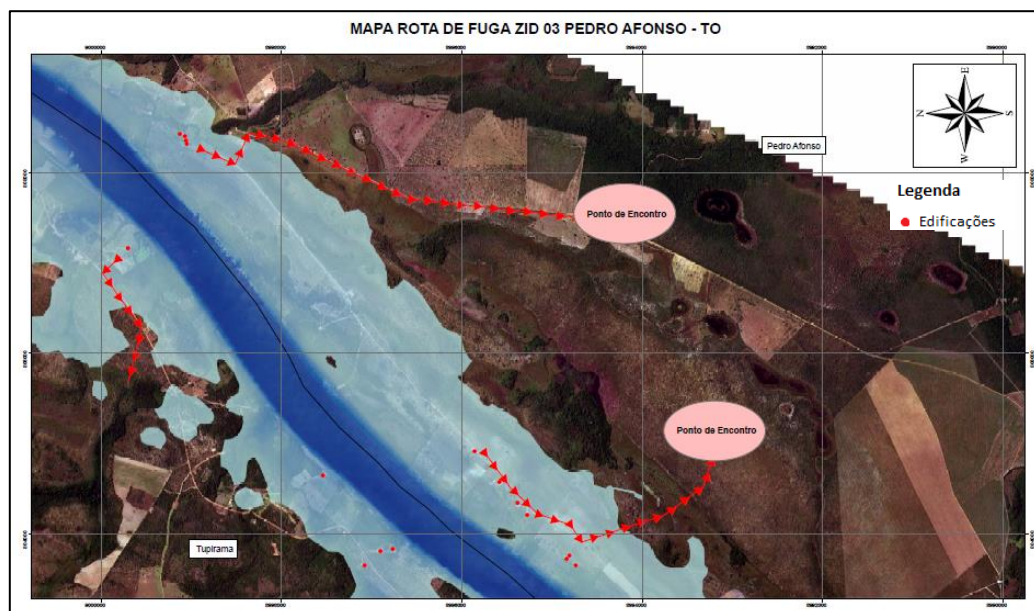 MAPA ROTA DE FUGA ZID 03 PEDRO AFONSO - TO
E
N
S
W
Pedro Afonso
Legenda
Edificações
Ponto de Encontro
Ponto de Encontro
Tupirama